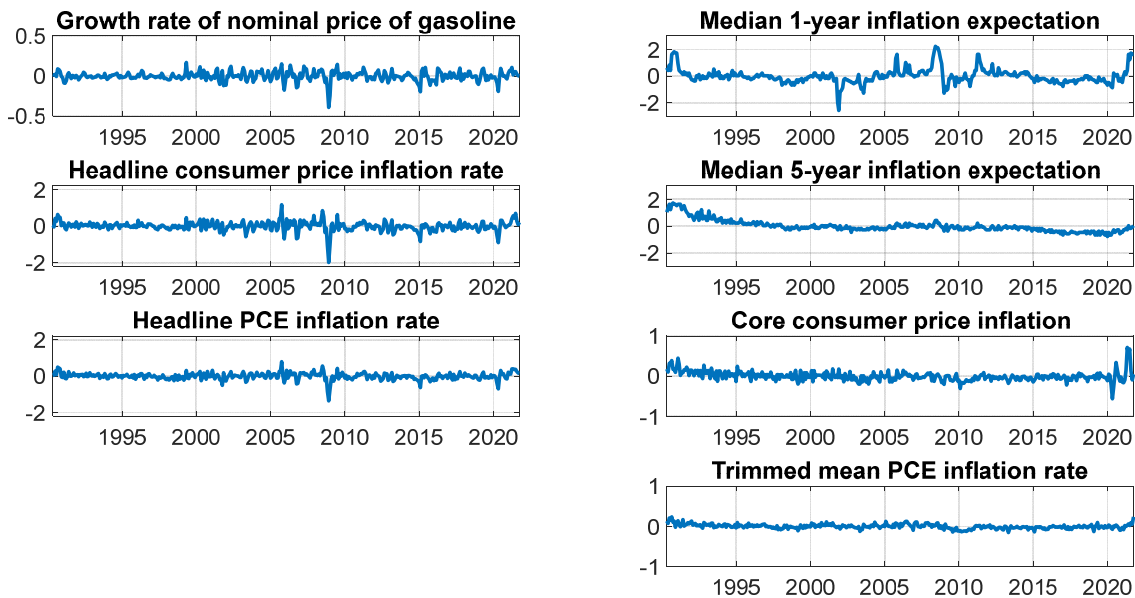 Growth rate of nominal price of gasoline
0.5
0
-0.5
1995 2000 2005 2010 2015 2020
Headline consumer price inflation rate
2
0
-2
1995 2000 2005 2010 2015 2020
Headline PCE inflation rate
2
0
-2
1995 2000 2005 2010 2015 2020
Median 1-year inflation expectation
2
0
-2
1995 2000 2005 2010 2015 2020
Median 5-year inflation expectation
2
0
-2
1995 2000 2005 2010 2015 2020
Core consumer price inflation
1
0
-1
1995 2000 2005 2010 2015 2020
Trimmed mean PCE inflation rate
1
0
-1
1995 2000 2005 2010 2015 2020